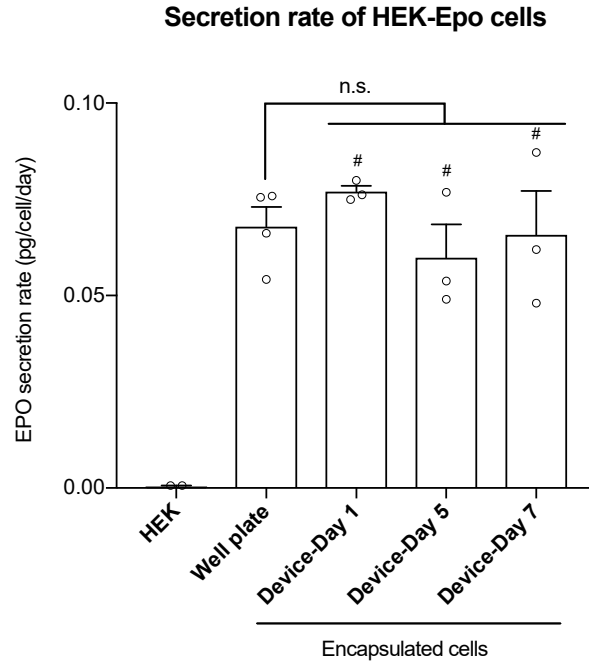 Secretion rate of HEK-Epo cells
n.s.
#
#
#
EPO secretion rate (pg/cell/day)
0.10
0.05
0.00
HEK
Well plate
Device-Day 1
Device-Day 5
Device-Day 7
Encapsulated cells